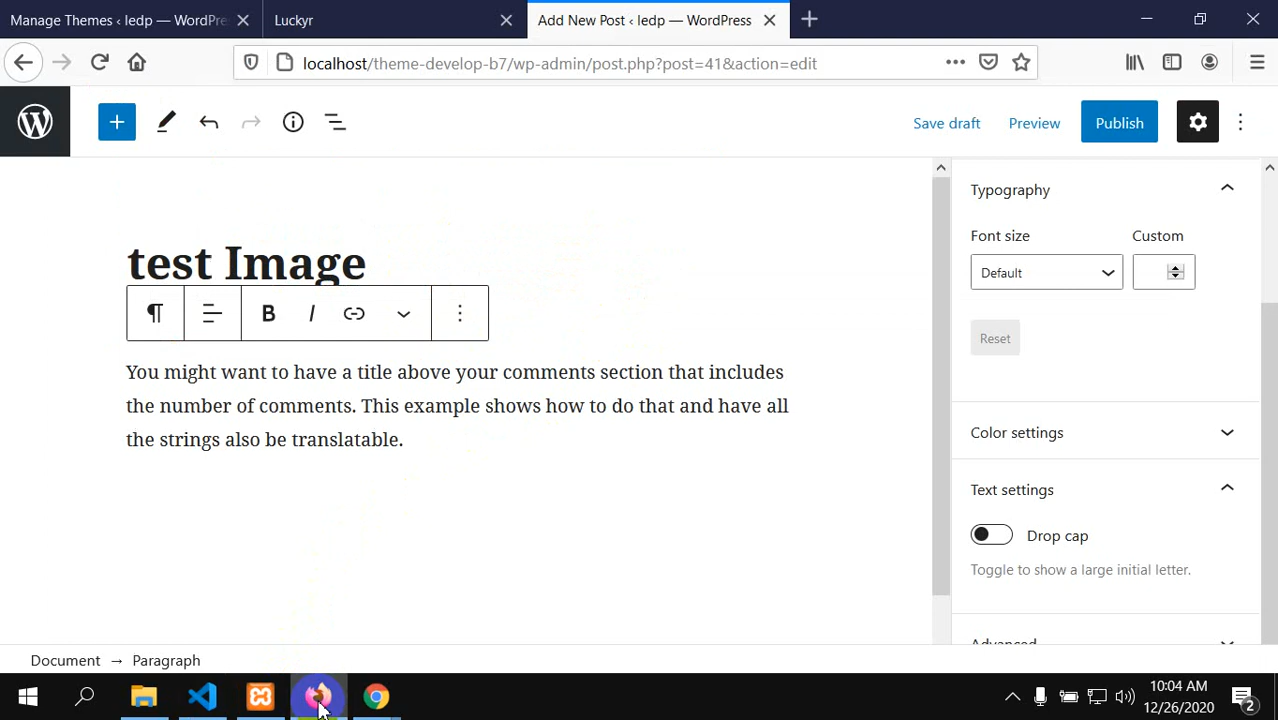 Manage Themes ‹ ledp — WordPre
Luckyr
Add New Post ‹ ledp — WordPress
localhost/theme-develop-b7/wp-admin/post.php?post=41&action=edit
Save draft
Preview
Publish
test Image
B
I
You might want to have a title above your comments section that includes
the number of comments. This example shows how to do that and have all
the strings also be translatable.
Typography
Font size
Custom
Default
Reset
Color settings
Text settings
Drop cap
Toggle to show a large initial letter.
Advanced
Document → Paragraph
10:04 AM
12/26/2020
2